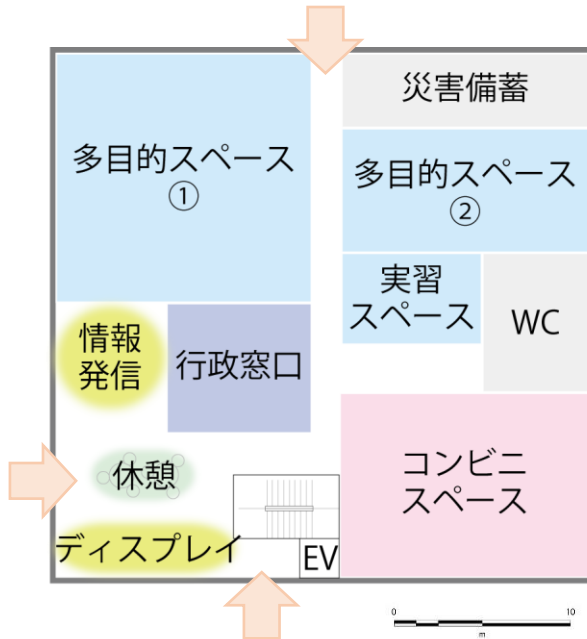 災害備蓄
多目的スペース
①
多目的スペース
②
実習
スペース
WC
情報
発信
行政窓口
休憩
コンビニ
スペース
ディスプレイ
EV
0
10
m